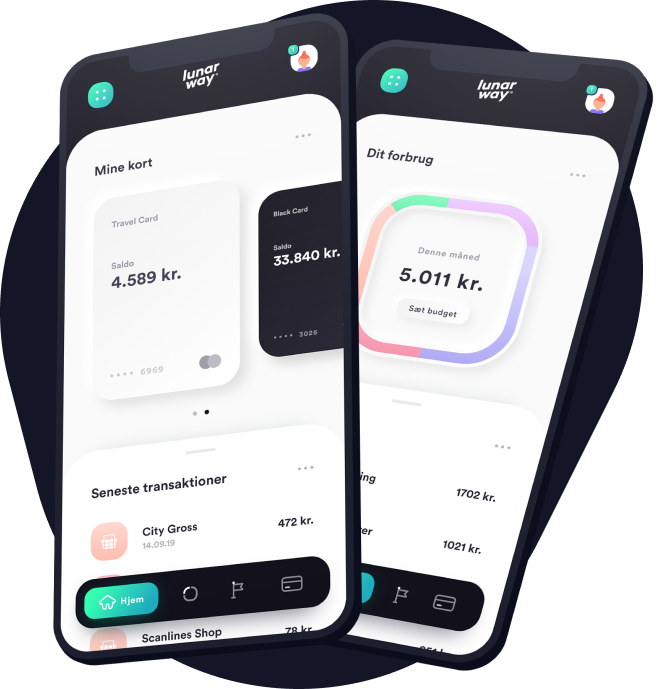 lunar
way
1
Mine kort
Travel Card
Saldo
4.589 kr.
6969
Black Card
Saldo
33.840 kr.
3026
Seneste transaktioner
City Gross
14.09.19
472 kr.
Hjem
Scanlines Shop
78 kr.
lunar
way
1
Dit forbrug
Denne måned
5.011 kr.
Sæt budget
ing
1702 kr.
er
1021 kr.